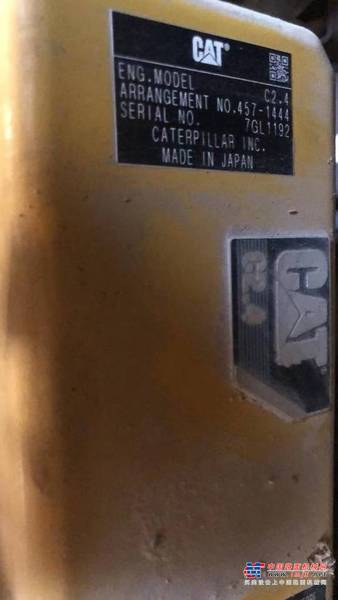 CAT®
ENG.MODEL C2.4
ARRANGEMENT NO.457-1444
SERIAL NO. 7GL1192
CATERPILLAR INC.
MADE IN JAPAN
CAT
C2.4